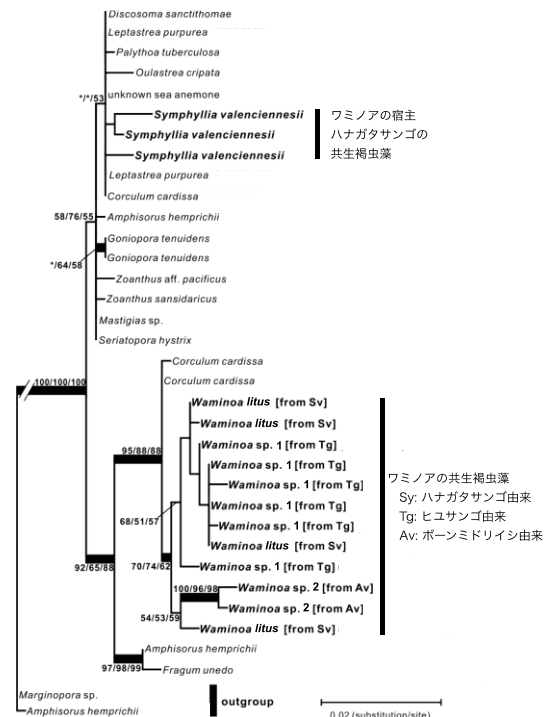 Discosoma sanctithomae
Leptastrea purpurea
Palythoa tuberculosa
Oulastrea cripata
*/*/53
unknown sea anemone
Symphyllia valenciennesii
Symphyllia valenciennesii
Symphyllia valenciennesii
ワミノアの宿主
ハナガタサンゴの
共生褐虫藻
Leptastrea purpurea
Corculum cardissa
58/76/55
Amphisorus hemprichii
Goniopora tenuidens
Goniopora tenuidens
*/64/58
Zoanthus aff. pacificus
Zoanthus sansidaricus
Mastigias sp.
Seriatopora hystrix
Corculum cardissa
Corculum cardissa
100/100/100
Waminoa litus [from Sv]
Waminoa litus [from Sv]
Waminoa sp. 1 [from Tg]
95/88/88
Waminoa sp. 1 [from Tg]
Waminoa sp. 1 [from Tg]
Waminoa sp. 1 [from Tg]
68/51/57
Waminoa sp. 1 [from Tg]
Waminoa litus [from Sv]
ワミノアの共生褐虫藻
Sy: ハナガタサンゴ由来
Tg: ヒユサンゴ由来
Av: ボーンミドリイシ由来
92/65/88
70/74/62
Waminoa sp. 1 [from Tg]
100/96/98
Waminoa sp. 2 [from Av]
Waminoa sp. 2 [from Av]
54/53/59
Waminoa litus [from Sv]
Amphisorus hemprichii
97/98/99
Fragum unedo
Marginopora sp.
Amphisorus hemprichii
outgroup
0.02 (substitution/site)